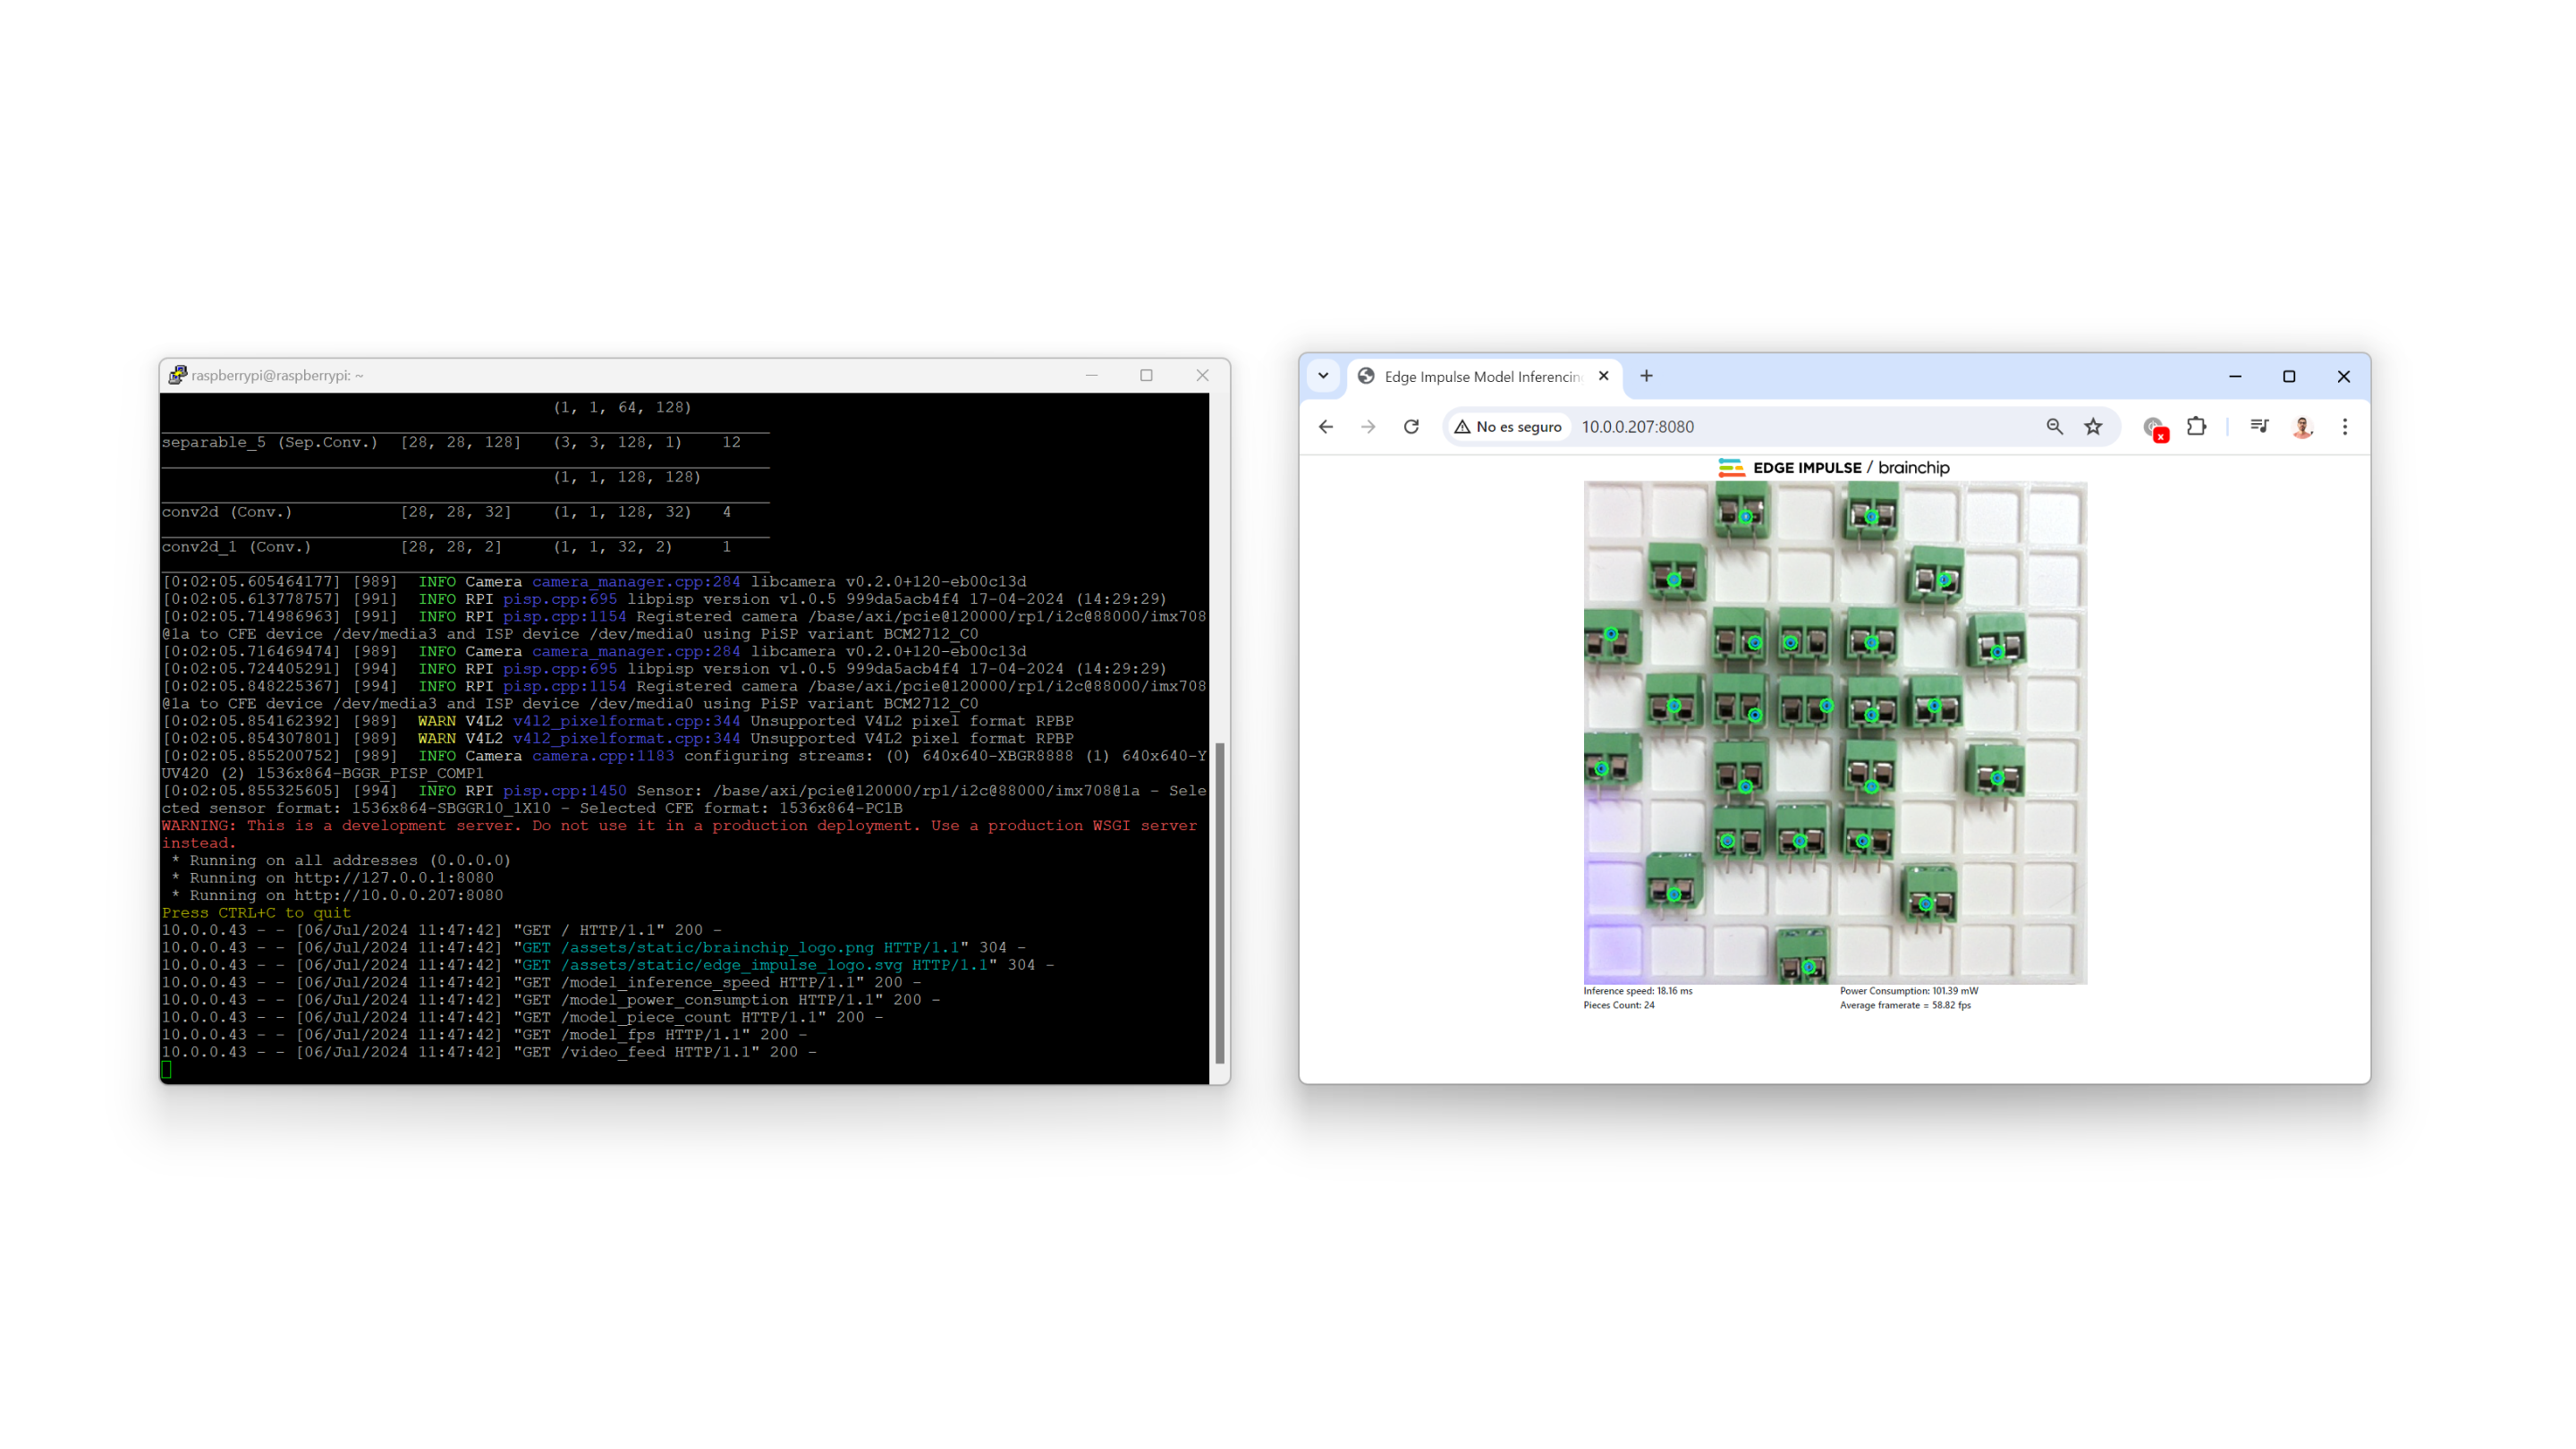 raspberrypi@raspberrypi: ~
(1, 1, 64, 128)
separable_5 (Sep.Conv.) [28, 28, 128] (3, 3, 128, 1) 12
(1, 1, 128, 128)
conv2d (Conv.) [28, 28, 32] (1, 1, 128, 32) 4
conv2d_1 (Conv.) [28, 28, 2] (1, 1, 32, 2) 1
[0:02:05.605464177] [989] INFO Camera camera_manager.cpp:284 libcamera v0.2.0+120-eb00c13d
[0:02:05.613778757] [991] INFO RPI pisp.cpp:695 libpisp version v1.0.5 999da5acb4f4 17-04-2024 (14:29:29)
[0:02:05.714986963] [991] INFO RPI pisp.cpp:1154 Registered camera /base/axi/pcie@120000/rp1/i2c@88000/imx708
@1a to CFE device /dev/media3 and ISP device /dev/media0 using PiSP variant BCM2712_C0
[0:02:05.716469474] [989] INFO Camera camera_manager.cpp:284 libcamera v0.2.0+120-eb00c13d
[0:02:05.724405291] [994] INFO RPI pisp.cpp:695 libpisp version v1.0.5 999da5acb4f4 17-04-2024 (14:29:29)
[0:02:05.848225367] [994] INFO RPI pisp.cpp:1154 Registered camera /base/axi/pcie@120000/rp1/i2c@88000/imx708
@1a to CFE device /dev/media3 and ISP device /dev/media0 using PiSP variant BCM2712_C0
[0:02:05.854162392] [989] WARN V4L2 v4l2_pixelformat.cpp:344 Unsupported V4L2 pixel format RPBP
[0:02:05.854307801] [989] WARN V4L2 v4l2_pixelformat.cpp:344 Unsupported V4L2 pixel format RPBP
[0:02:05.855200752] [989] INFO Camera camera.cpp:1183 configuring streams: (0) 640x640-XBGR8888 (1) 640x640-Y
UV420 (2) 1536x864-BGGR_PISP_COMP1
[0:02:05.855325605] [994] INFO RPI pisp.cpp:1450 Sensor: /base/axi/pcie@120000/rp1/i2c@88000/imx708@1a - Sele
cted sensor format: 1536x864-SBGGR10_1X10 - Selected CFE format: 1536x864-PC1B
WARNING: This is a development server. Do not use it in a production deployment. Use a production WSGI server
instead.
* Running on all addresses (0.0.0.0)
* Running on http://127.0.0.1:8080
* Running on http://10.0.0.207:8080
Press CTRL+C to quit
10.0.0.43 - - [06/Jul/2024 11:47:42] "GET / HTTP/1.1" 200 -
10.0.0.43 - - [06/Jul/2024 11:47:42] "GET /assets/static/brainchip_logo.png HTTP/1.1" 304 -
10.0.0.43 - - [06/Jul/2024 11:47:42] "GET /assets/static/edge_impulse_logo.svg HTTP/1.1" 304 -
10.0.0.43 - - [06/Jul/2024 11:47:42] "GET /model_inference_speed HTTP/1.1" 200 -
10.0.0.43 - - [06/Jul/2024 11:47:42] "GET /model_power_consumption HTTP/1.1" 200 -
10.0.0.43 - - [06/Jul/2024 11:47:42] "GET /model_piece_count HTTP/1.1" 200 -
10.0.0.43 - - [06/Jul/2024 11:47:42] "GET /model_fps HTTP/1.1" 200 -
10.0.0.43 - - [06/Jul/2024 11:47:42] "GET /video_feed HTTP/1.1" 200 -
Edge Impulse Model Inferencin
No es seguro 10.0.0.207:8080
EDGE IMPULSE / brainchip
Inference speed: 18.16 ms Power Consumption: 101.39 mW
Pieces Count: 24 Average framerate = 58.82 fps